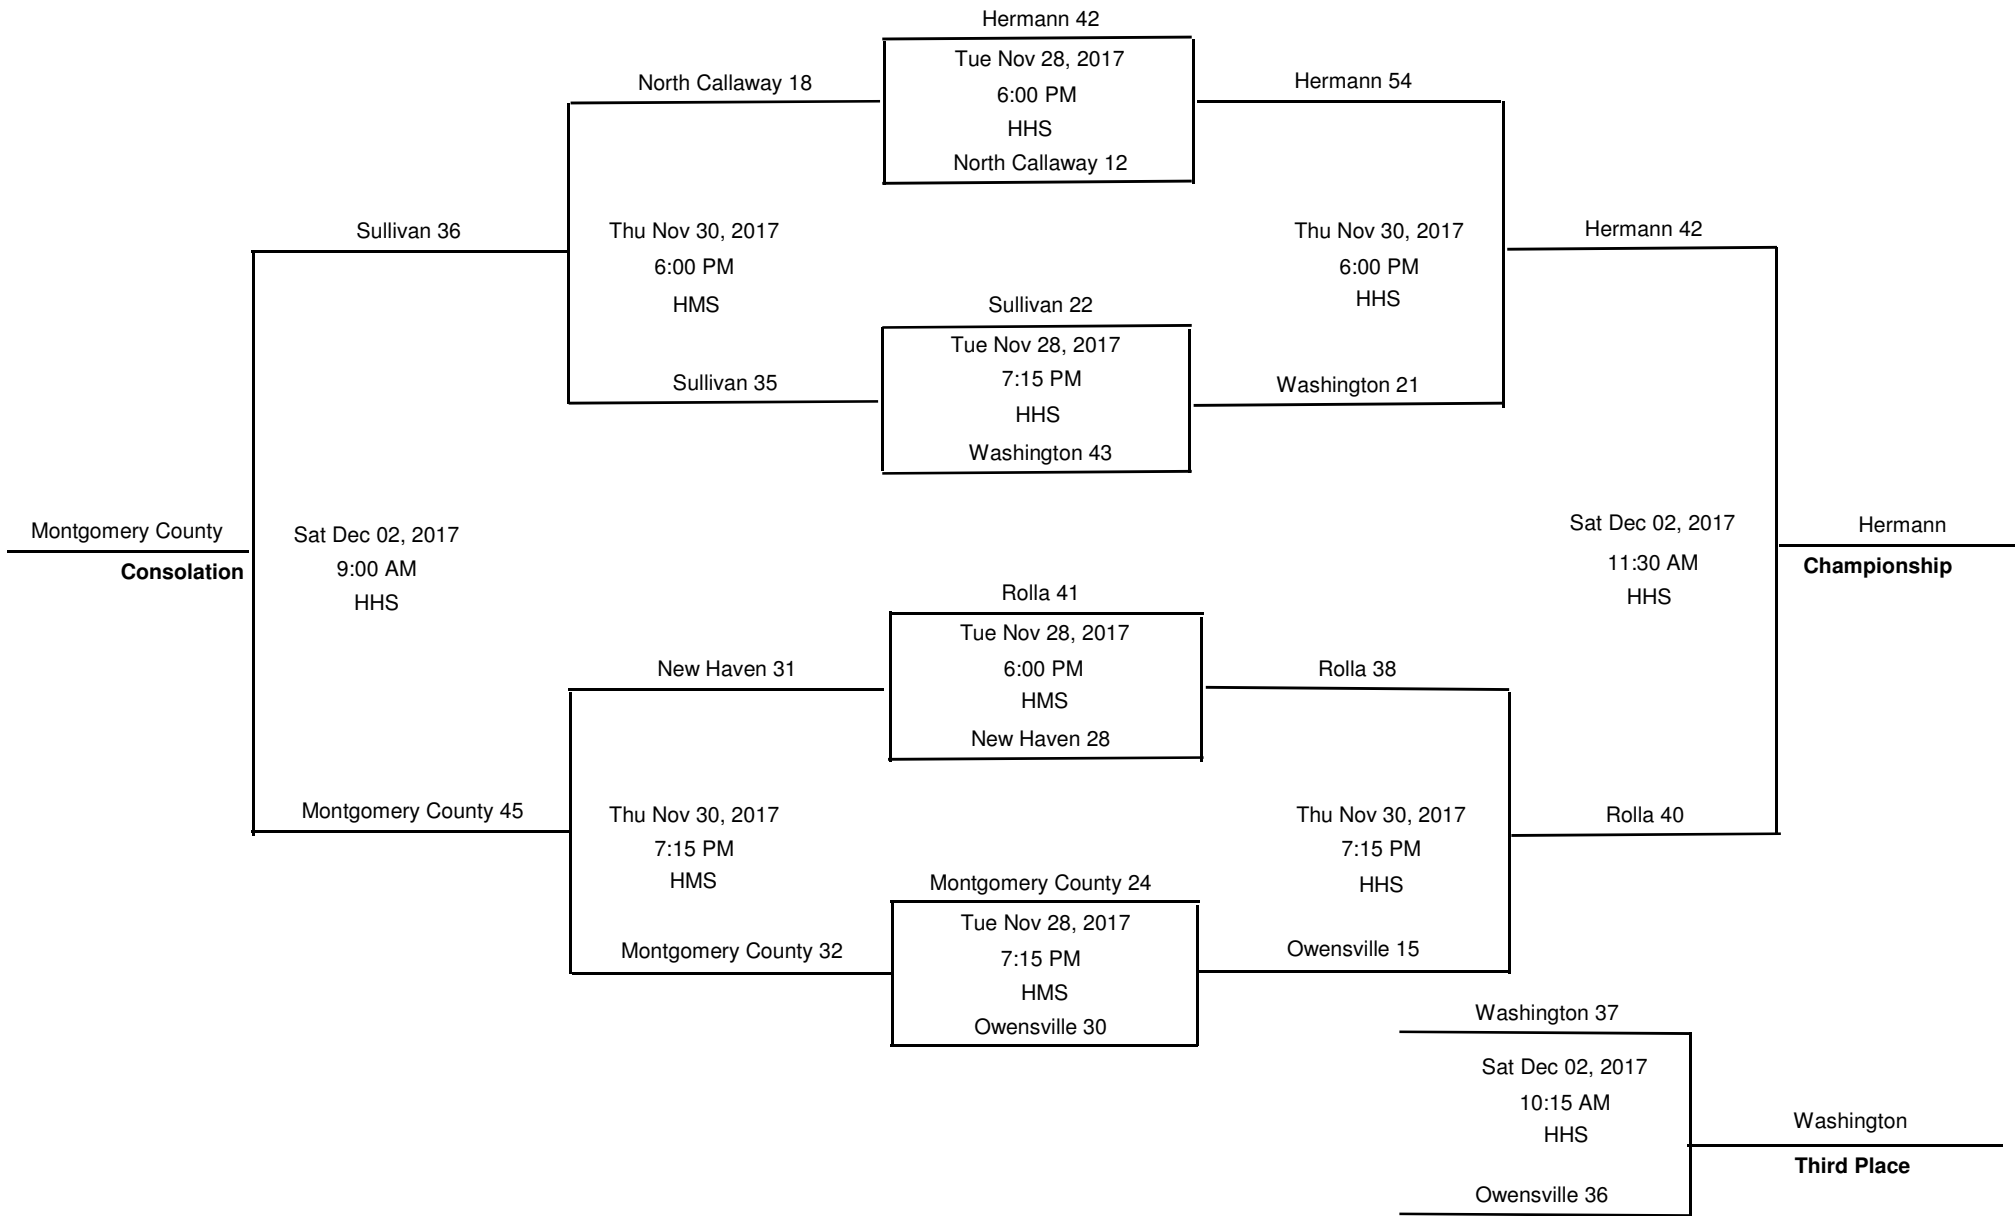 Hermann 42
Tue Nov 28, 2017
6:00 PM
HHS
North Callaway 12
North Callaway 18
Hermann 54
Sullivan 36
Thu Nov 30, 2017
6:00 PM
HMS
Thu Nov 30, 2017
6:00 PM
HHS
Hermann 42
Sullivan 22
Tue Nov 28, 2017
7:15 PM
HHS
Washington 43
Sullivan 35
Washington 21
Montgomery County
Consolation
Sat Dec 02, 2017
9:00 AM
HHS
Sat Dec 02, 2017
11:30 AM
HHS
Hermann
Championship
Rolla 41
Tue Nov 28, 2017
6:00 PM
HMS
New Haven 28
New Haven 31
Rolla 38
Montgomery County 45
Thu Nov 30, 2017
7:15 PM
HMS
Thu Nov 30, 2017
7:15 PM
HHS
Rolla 40
Montgomery County 24
Tue Nov 28, 2017
7:15 PM
HMS
Owensville 30
Montgomery County 32
Owensville 15
Washington 37
Sat Dec 02, 2017
10:15 AM
HHS
Owensville 36
Washington
Third Place